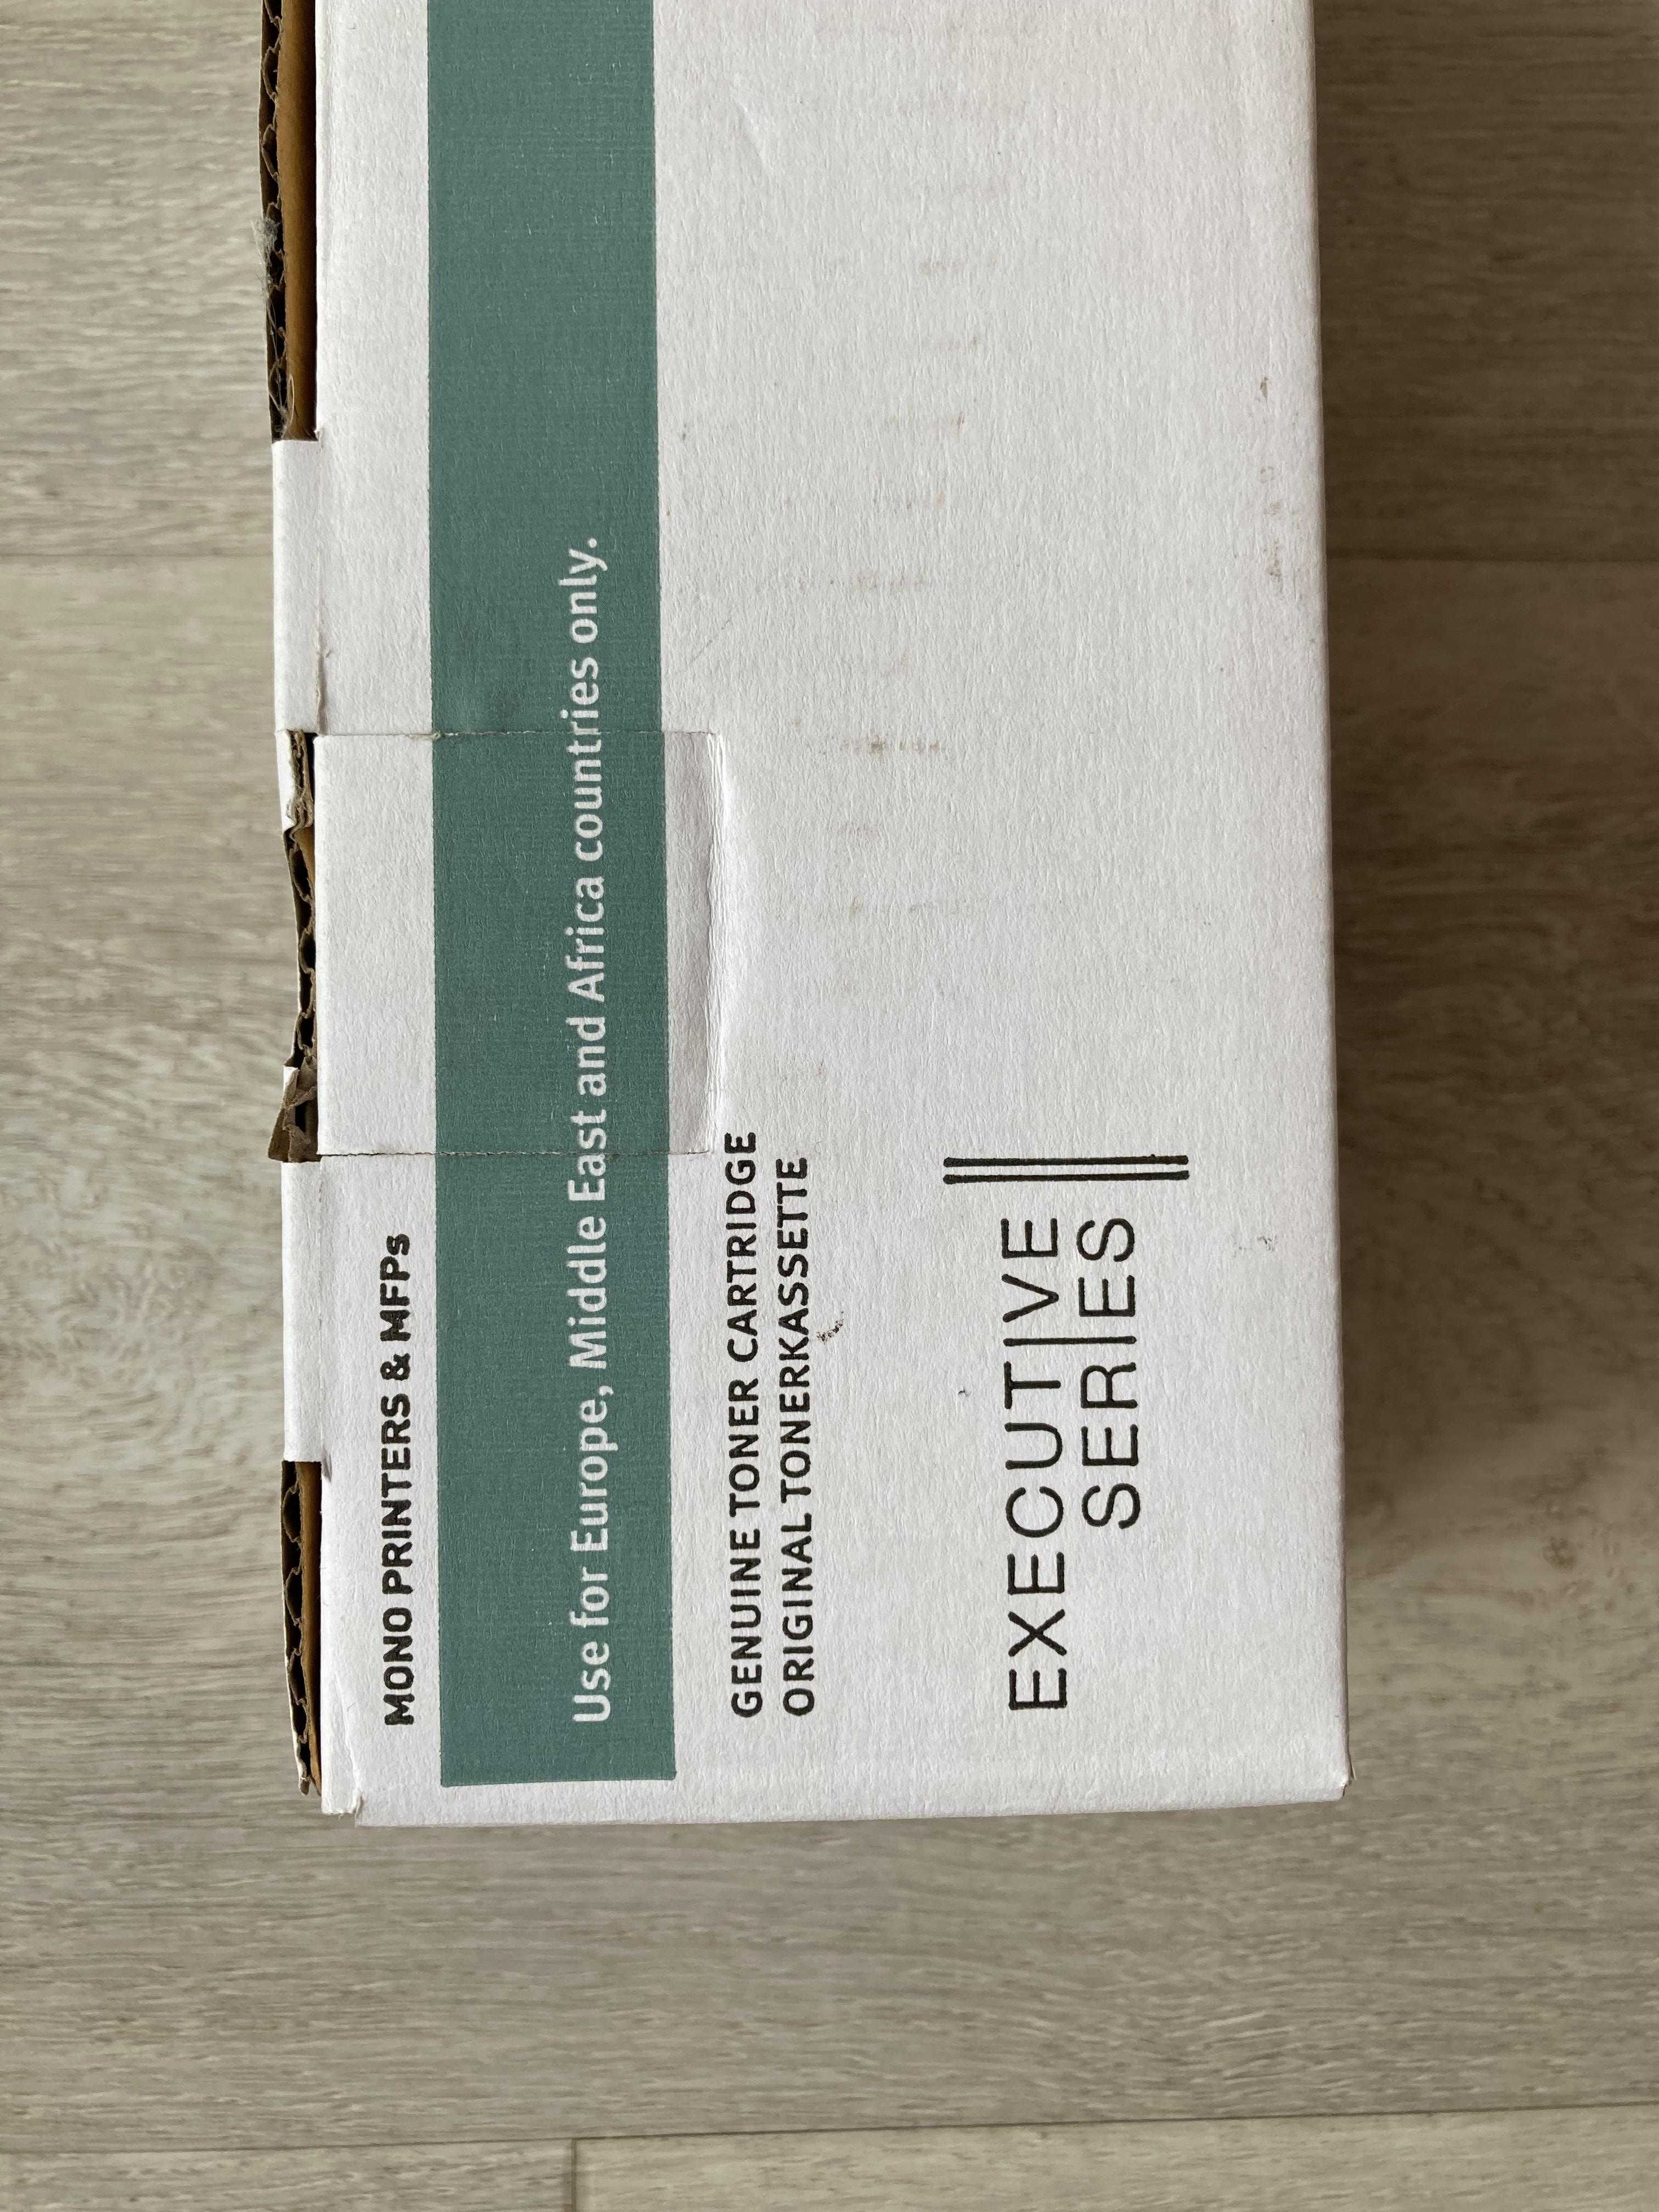 MONO PRINTERS & MFPs
Use for Europe, Middle East and Africa countries only.
GENUINE TONER CARTRIDGE
ORIGINAL TONERKASSETTE
EXECUTIVE
SERIES